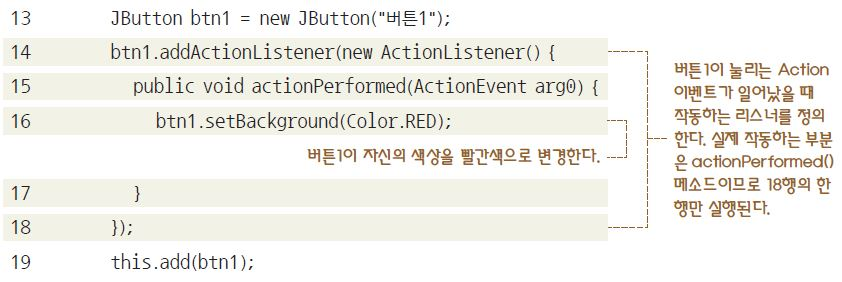 13 JButton btn1 = new JButton("버튼1");
14 btn1.addActionListener(new ActionListener() {
15 public void actionPerformed(ActionEvent arg0) {
16 btn1.setBackground(Color.RED);
버튼1이 자신의 색상을 빨간색으로 변경한다.
17 }
18 });
19 this.add(btn1);
버튼1이 눌리는 Action
이벤트가 일어났을 때
작동하는 리스너를 정의
한다. 실제 작동하는 부분
은 actionPerformed()
메소드이므로 18행의 한
행만 실행된다.